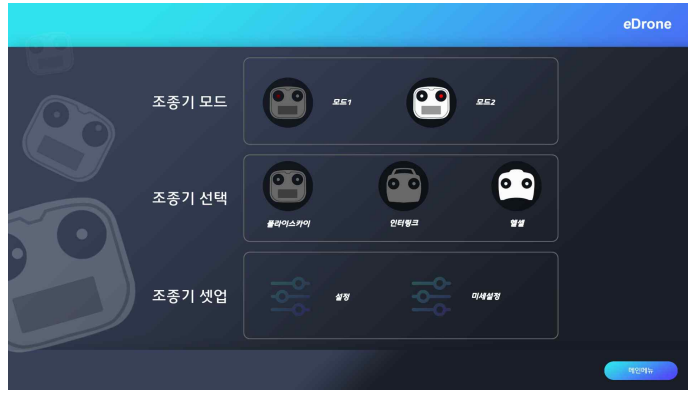 eDrone
조종기 모드
모드1
모드2
조종기 선택
플라이스카이
인터링크
헬셀
조종기 셋업
설정
미세설정
메인메뉴